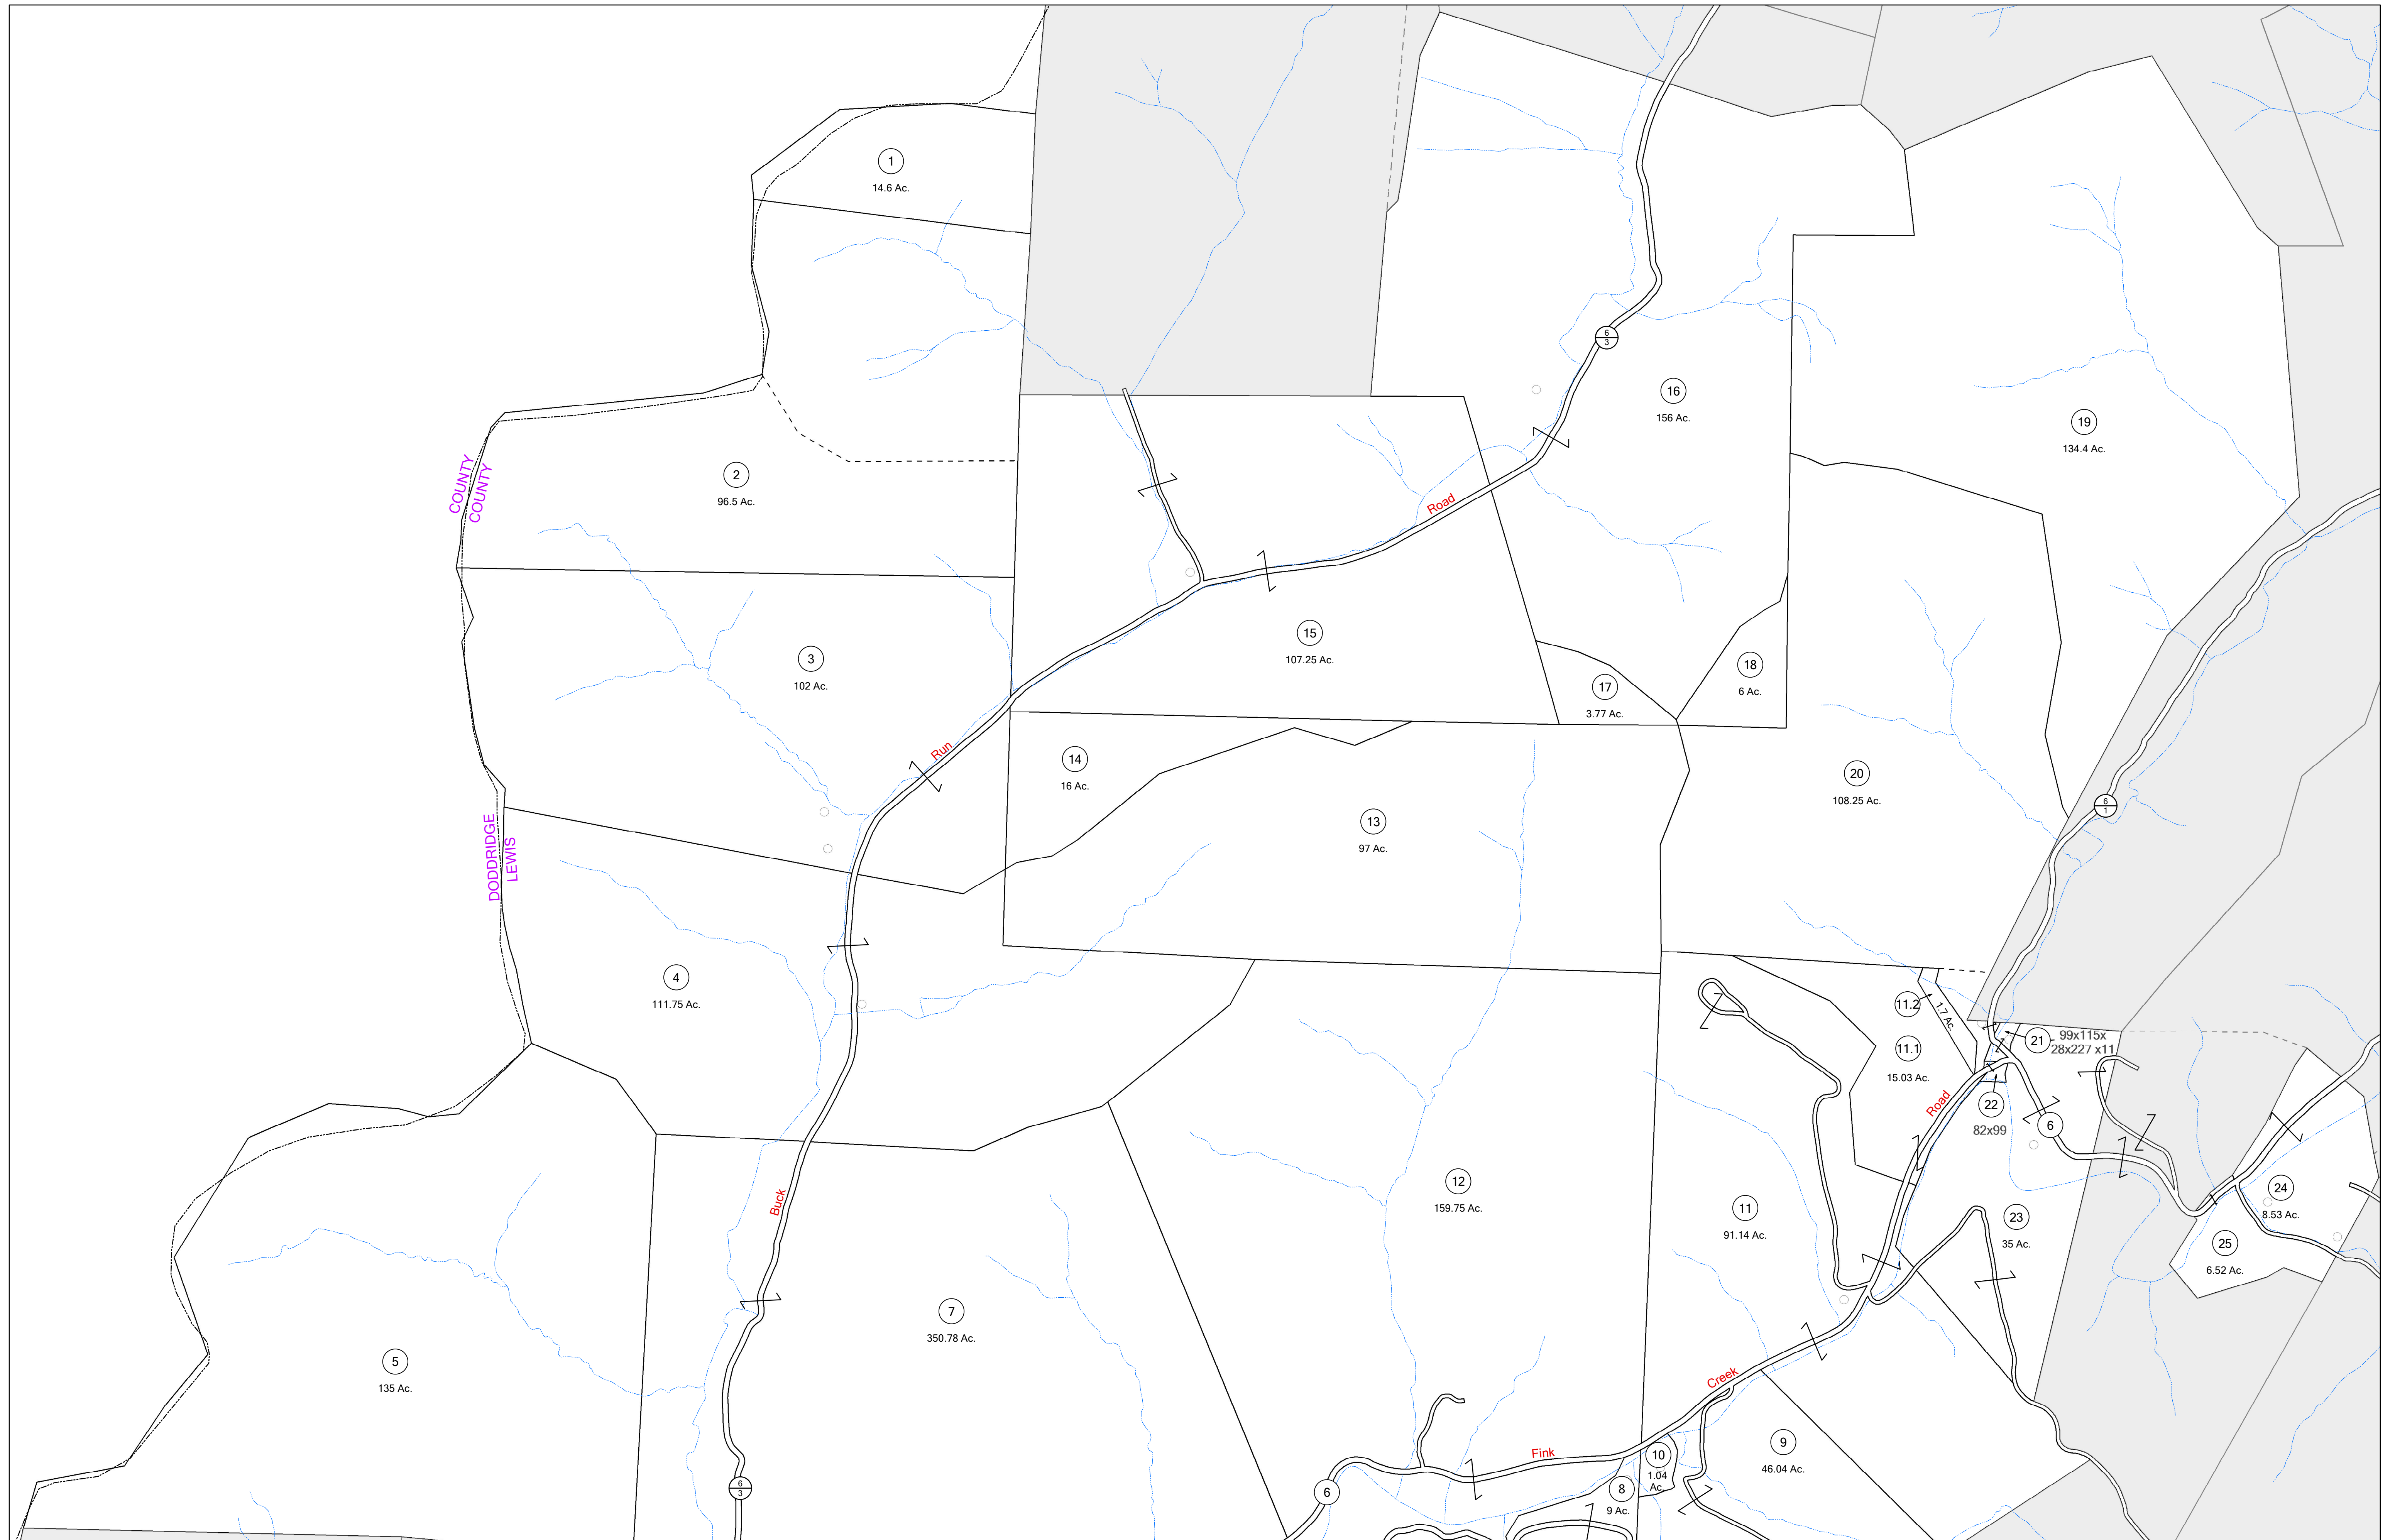 1
14.6 Ac.
6
3
16
156 Ac.
19
134.4 Ac.
COUNTY
COUNTY
2
96.5 Ac.
Road
15
107.25 Ac.
3
102 Ac.
17
3.77 Ac.
18
6 Ac.
Run
14
16 Ac.
13
97 Ac.
20
108.25 Ac.
6
1
DODDRIDGE
LEWIS
4
111.75 Ac.
11.2
1.7 Ac.
21
99x115x
28x227 x11
11.1
15.03 Ac.
Road
22
82x99
6
Buck
12
159.75 Ac.
11
91.14 Ac.
23
35 Ac.
24
8.53 Ac.
25
6.52 Ac.
7
350.78 Ac.
5
135 Ac.
Creek
Fink
10
1.04
Ac.
9
46.04 Ac.
6
3
6
8
9 Ac.